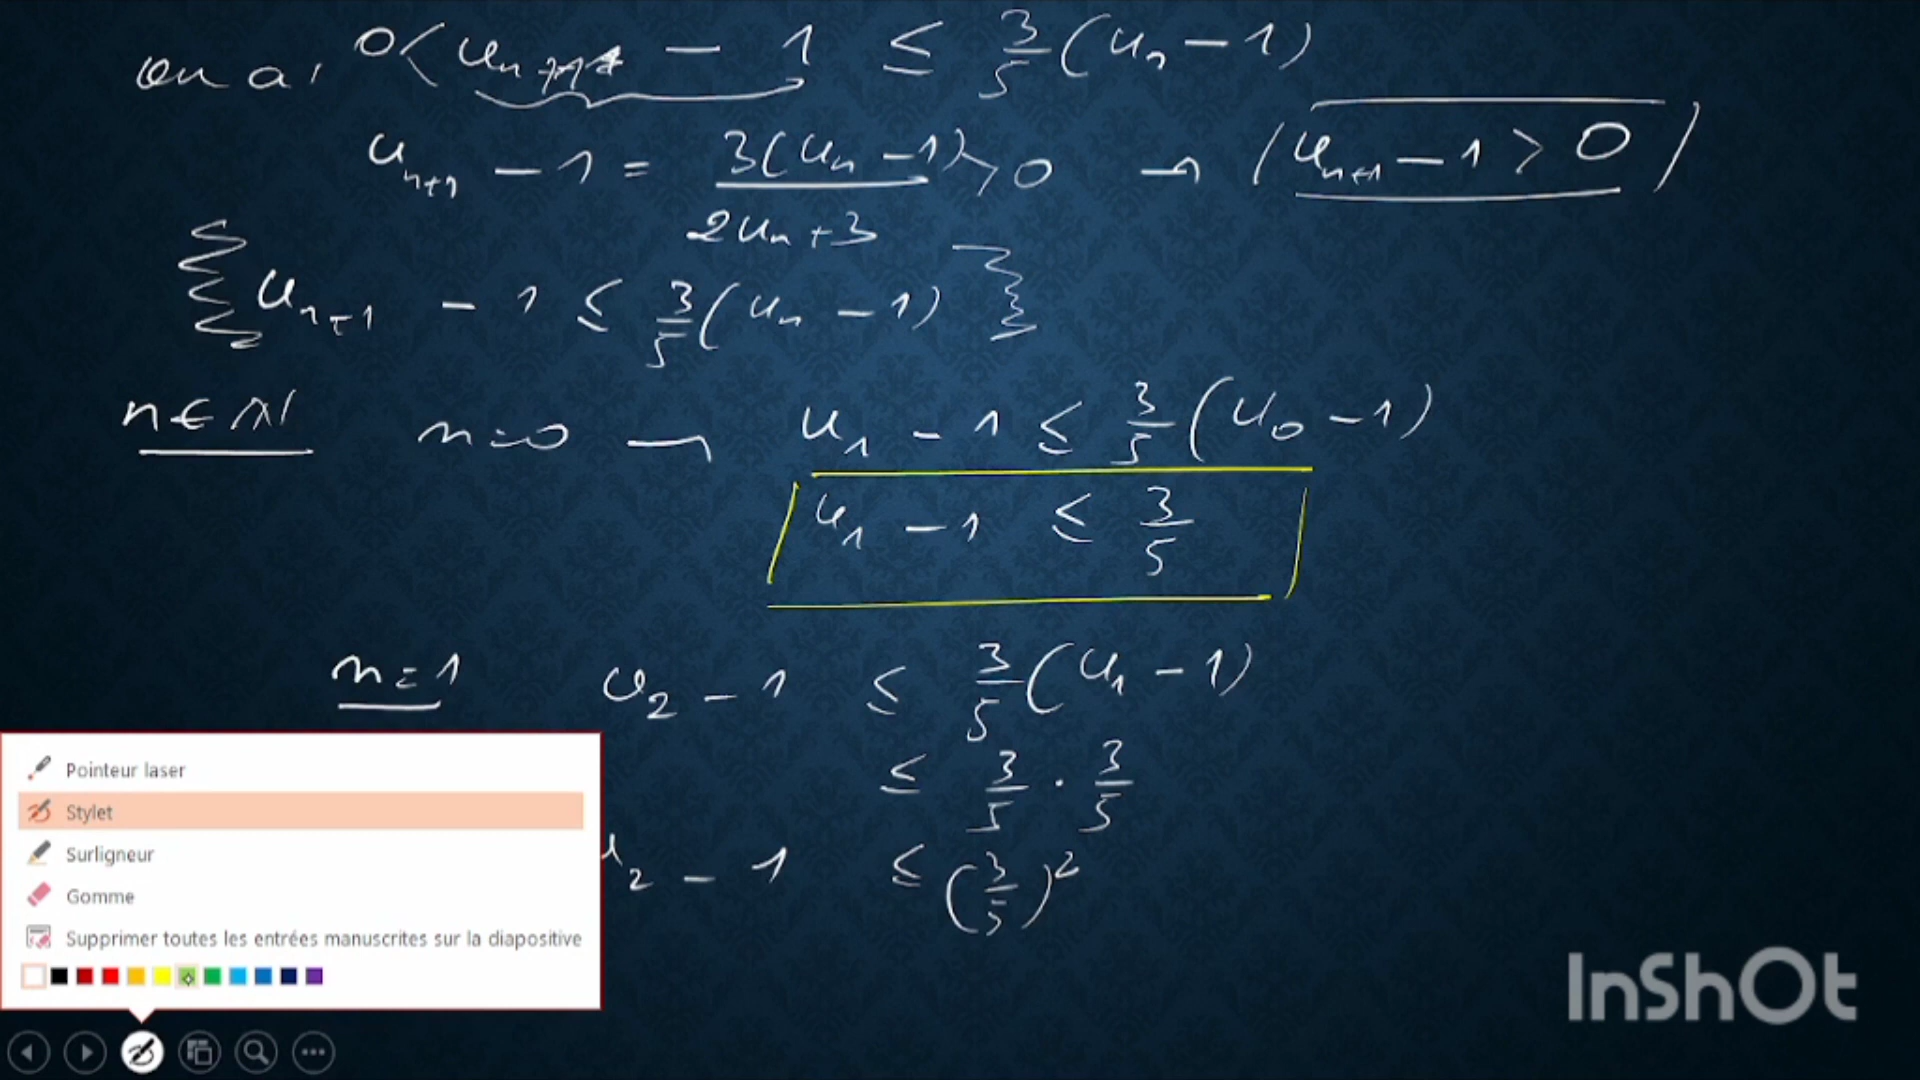 on a : 0 < u_{n+1} - 1 ≤ 3/5 (u_n - 1)
u_{n+1} - 1 = 3(u_n - 1) / 2u_n + 3 > 0 → / u_{n+1} - 1 > 0 /
{ u_{n+1} - 1 ≤ 3/5 (u_n - 1) }
n ∈ ℕ n = 0 → u_1 - 1 ≤ 3/5 (u_0 - 1)
u_1 - 1 ≤ 3/5
n = 1 u_2 - 1 ≤ 3/5 (u_1 - 1)
≤ 3/5 · 3/5
u_2 - 1 ≤ (3/5)^2
Pointeur laser
Stylet
Surligneur
Gomme
Supprimer toutes les entrées manuscrites sur la diapositive
InShOt